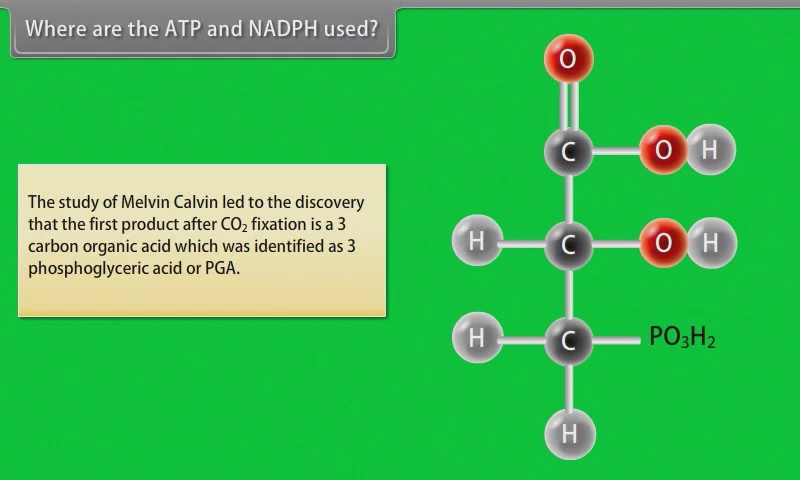 Where are the ATP and NADPH used?
The study of Melvin Calvin led to the discovery
that the first product after CO₂ fixation is a 3
carbon organic acid which was identified as 3
phosphoglyceric acid or PGA.
O
C O H
H C O H
H C PO₃H₂
H